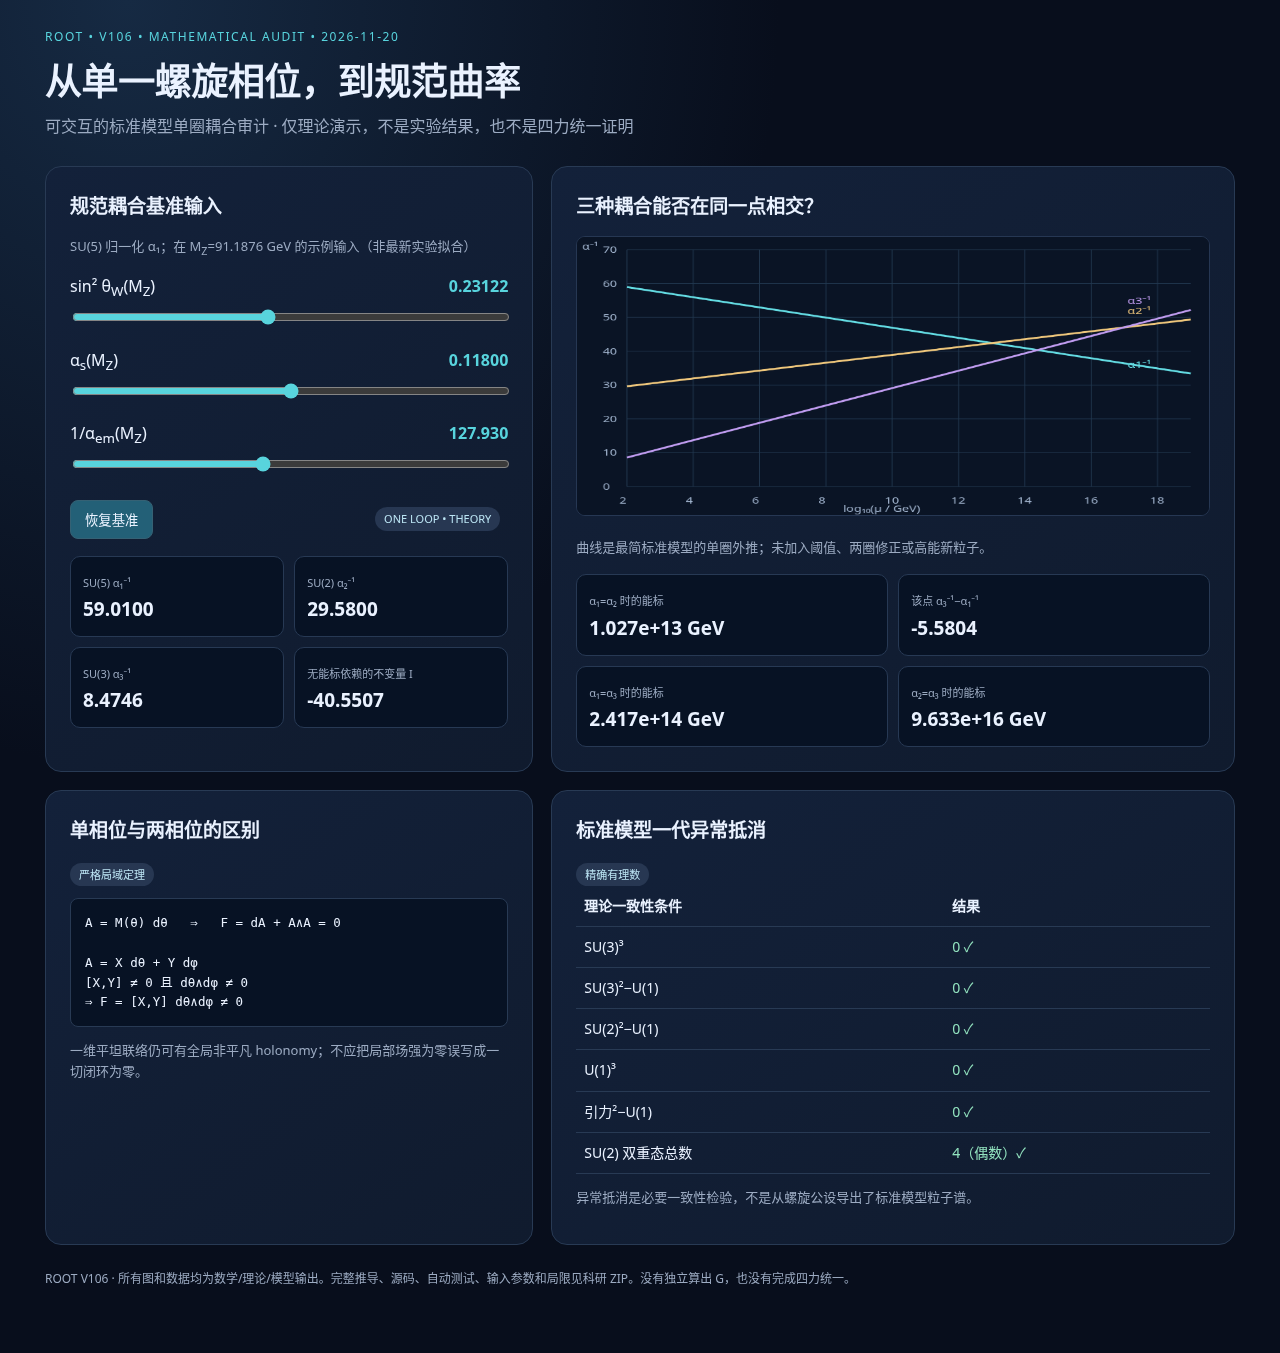 ROOT • V106 • MATHEMATICAL AUDIT • 2026-11-20
从单一螺旋相位，到规范曲率
可交互的标准模型单圈耦合审计 · 仅理论演示，不是实验结果，也不是四力统一证明
规范耦合基准输入
SU(5) 归一化 α₁；在 M_Z=91.1876 GeV 的示例输入（非最新实验拟合）
sin² θ_W(M_Z) 0.23122
α_s(M_Z) 0.11800
1/α_em(M_Z) 127.930
恢复基准 ONE LOOP • THEORY
SU(5) α₁⁻¹
59.0100
SU(2) α₂⁻¹
29.5800
SU(3) α₃⁻¹
8.4746
无能标依赖的不变量 I
-40.5507
三种耦合能否在同一点相交？
α⁻¹
70
60
50
40
30
20
10
0
2 4 6 8 10 12 14 16 18
log₁₀(μ / GeV)
α3⁻¹
α2⁻¹
α1⁻¹
曲线是最简标准模型的单圈外推；未加入阈值、两圈修正或高能新粒子。
α₁=α₂ 时的能标
1.027e+13 GeV
该点 α₃⁻¹−α₁⁻¹
-5.5804
α₁=α₃ 时的能标
2.417e+14 GeV
α₂=α₃ 时的能标
9.633e+16 GeV
单相位与两相位的区别
严格局域定理
A = M(θ) dθ ⇒ F = dA + A∧A = 0
A = X dθ + Y dφ
[X,Y] ≠ 0 且 dθ∧dφ ≠ 0
⇒ F = [X,Y] dθ∧dφ ≠ 0
一维平坦联络仍可有全局非平凡 holonomy；不应把局部场强为零误写成一
切闭环为零。
标准模型一代异常抵消
精确有理数
理论一致性条件 结果
SU(3)³ 0 ✓
SU(3)²−U(1) 0 ✓
SU(2)²−U(1) 0 ✓
U(1)³ 0 ✓
引力²−U(1) 0 ✓
SU(2) 双重态总数 4（偶数）✓
异常抵消是必要一致性检验，不是从螺旋公设导出了标准模型粒子谱。
ROOT V106 · 所有图和数据均为数学/理论/模型输出。完整推导、源码、自动测试、输入参数和局限见科研 ZIP。没有独立算出 G，也没有完成四力统一。